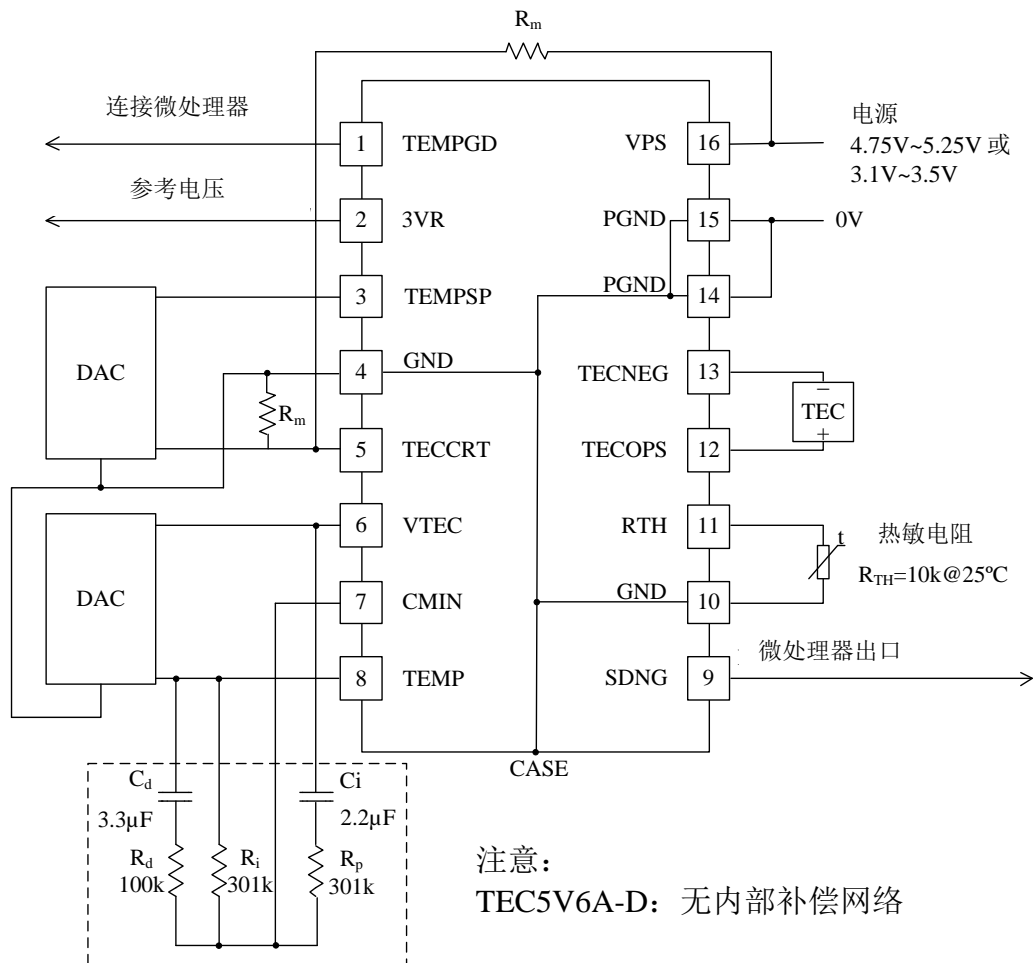 Rm
连接微处理器
电源
4.75V~5.25V 或
3.1V~3.5V
1
TEMPGD
VPS
16
参考电压
2
3VR
PGND
15
0V
3
TEMPSP
PGND
14
DAC
4
GND
TECNEG
13
Rm
TEC
−
+
5
TECCRT
TECOPS
12
6
VTEC
RTH
11
t
热敏电阻
RTH=10k@25ºC
DAC
7
CMIN
GND
10
微处理器出口
8
TEMP
SDNG
9
CASE
Cd
3.3µF
Ci
2.2µF
Rd
100k
Ri
301k
Rp
301k
注意：
TEC5V6A-D：无内部补偿网络